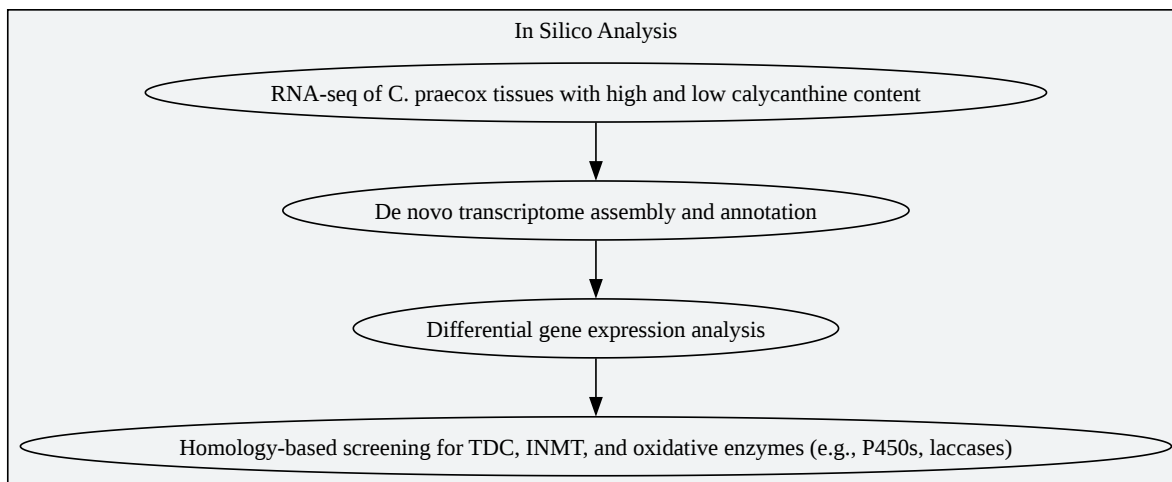 In Silico Analysis
RNA-seq of C. praecox tissues with high and low calycanthine content
De novo transcriptome assembly and annotation
Differential gene expression analysis
Homology-based screening for TDC, INMT, and oxidative enzymes (e.g., P450s, laccases)